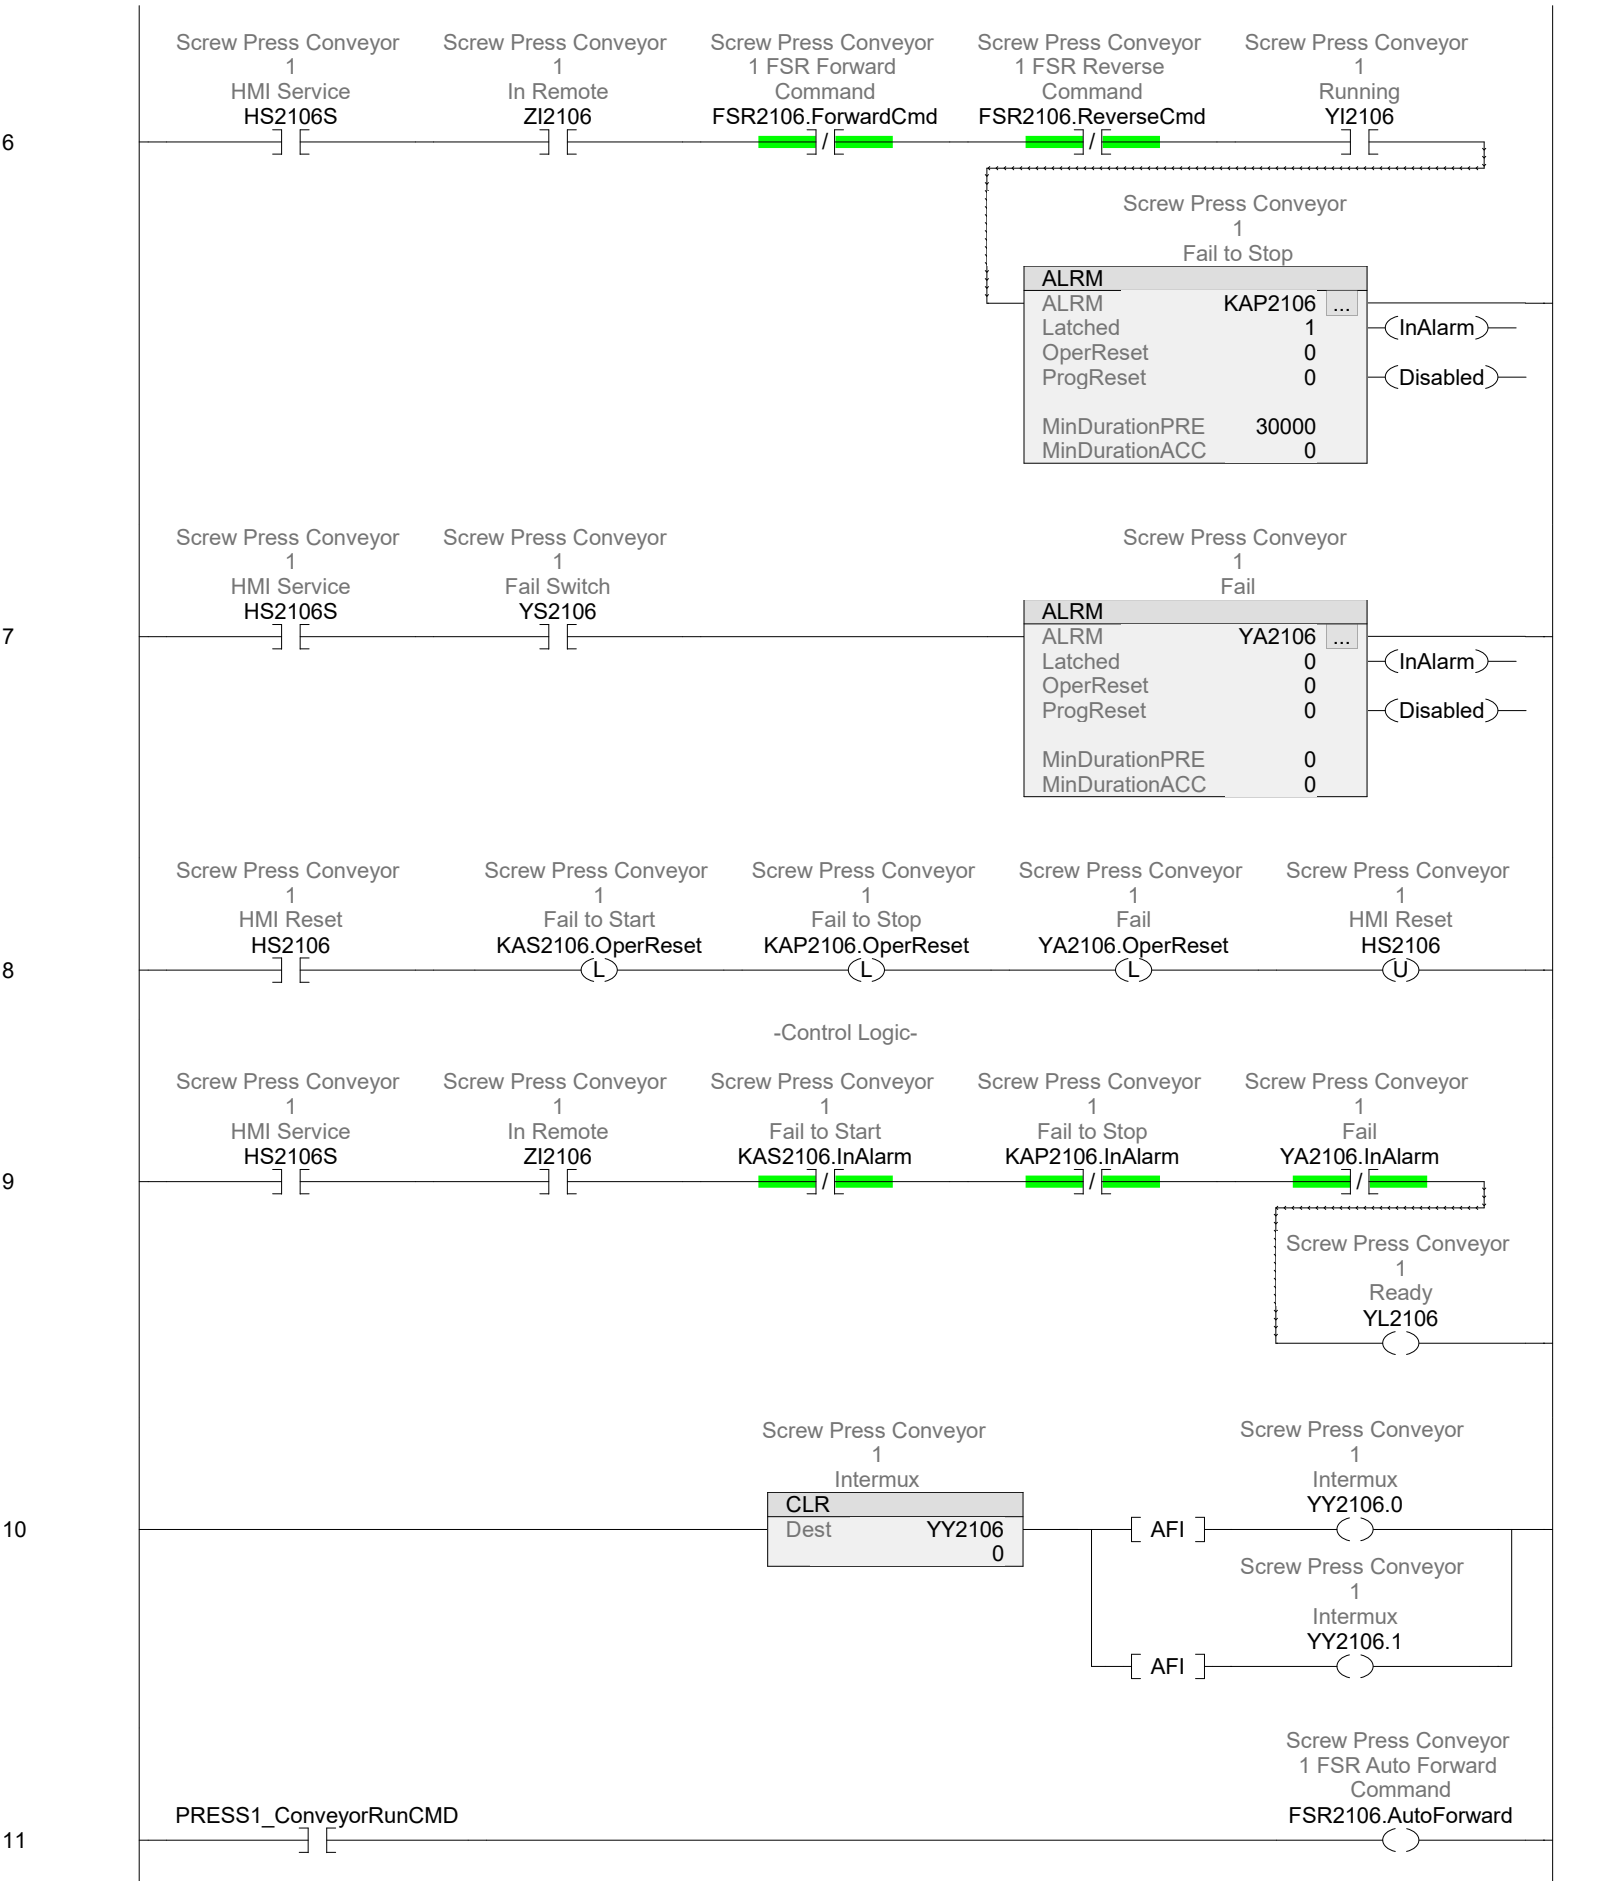 Screw Press Conveyor Screw Press Conveyor Screw Press Conveyor Screw Press Conveyor Screw Press Conveyor
1 1 1 FSR Forward 1 FSR Reverse 1
HMI Service In Remote Command Command Running
HS2106S ZI2106 FSR2106.ForwardCmd FSR2106.ReverseCmd YI2106
6 / /
Screw Press Conveyor
1
Fail to Stop
ALRM
ALRM KAP2106 ...
Latched 1 InAlarm
OperReset 0
ProgReset 0 Disabled
MinDurationPRE 30000
MinDurationACC 0
Screw Press Conveyor Screw Press Conveyor Screw Press Conveyor
1 1 1
HMI Service Fail Switch Fail
HS2106S YS2106
ALRM
7 ALRM YA2106 ...
Latched 0 InAlarm
OperReset 0
ProgReset 0 Disabled
MinDurationPRE 0
MinDurationACC 0
Screw Press Conveyor Screw Press Conveyor Screw Press Conveyor Screw Press Conveyor Screw Press Conveyor
1 1 1 1 1
HMI Reset Fail to Start Fail to Stop Fail HMI Reset
HS2106 KAS2106.OperReset KAP2106.OperReset YA2106.OperReset HS2106
8 L L L U
-Control Logic-
Screw Press Conveyor Screw Press Conveyor Screw Press Conveyor Screw Press Conveyor Screw Press Conveyor
1 1 1 1 1
HMI Service In Remote Fail to Start Fail to Stop Fail
HS2106S ZI2106 KAS2106.InAlarm KAP2106.InAlarm YA2106.InAlarm
9 / / /
Screw Press Conveyor
1
Ready
YL2106
Screw Press Conveyor Screw Press Conveyor
1 1
Intermux Intermux
CLR YY2106.0
10 Dest YY2106 AFI
0
Screw Press Conveyor
1
Intermux
YY2106.1
AFI
Screw Press Conveyor
1 FSR Auto Forward
Command
PRESS1_ConveyorRunCMD FSR2106.AutoForward
11